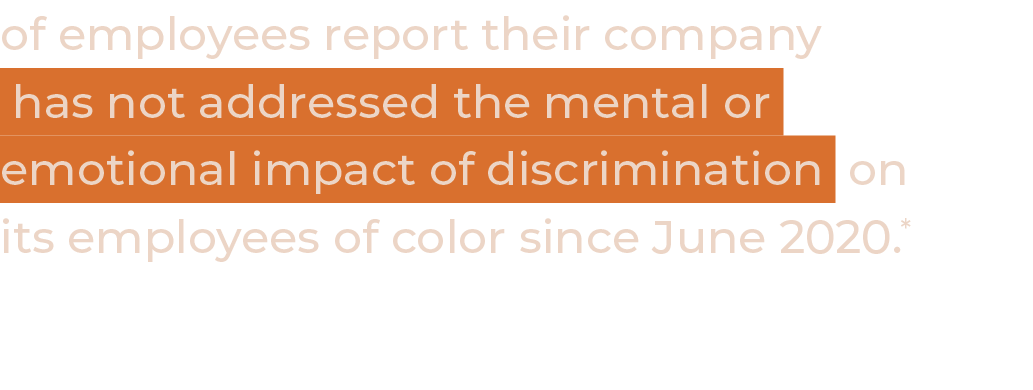 of employees report their company
has not addressed the mental or
emotional impact of discrimination on
its employees of color since June 2020.*